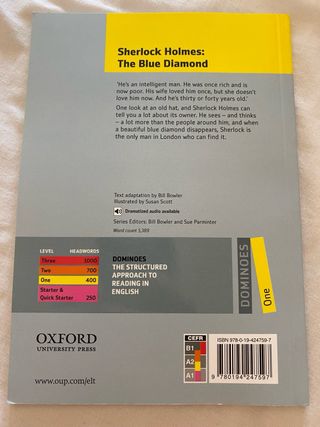 Sherlock Holmes:
The Blue Diamond
'He's an intelligent man. He was once rich and is
now poor. His wife loved him once, but she doesn't
love him now. And he's thirty or forty years old.'
One look at an old hat, and Sherlock Holmes can
tell you a lot about its owner. He sees – and thinks
– a lot more than the people around him, and when
a beautiful blue diamond disappears, Sherlock is
the only man in London who can find it.
Text adaptation by Bill Bowler
Illustrated by Susan Scott
Dramatized audio available
Series Editors: Bill Bowler and Sue Parminter
Word count 5,389
LEVEL HEADWORDS
Three 1000
Two 700
One 400
Starter &
Quick Starter 250
DOMINOES
THE STRUCTURED
APPROACH TO
READING IN
ENGLISH
DOMINOES
One
OXFORD
UNIVERSITY PRESS
www.oup.com/elt
CEFR
B1
A2
A1
ISBN 978-0-19-424759-7
9 780194 247597